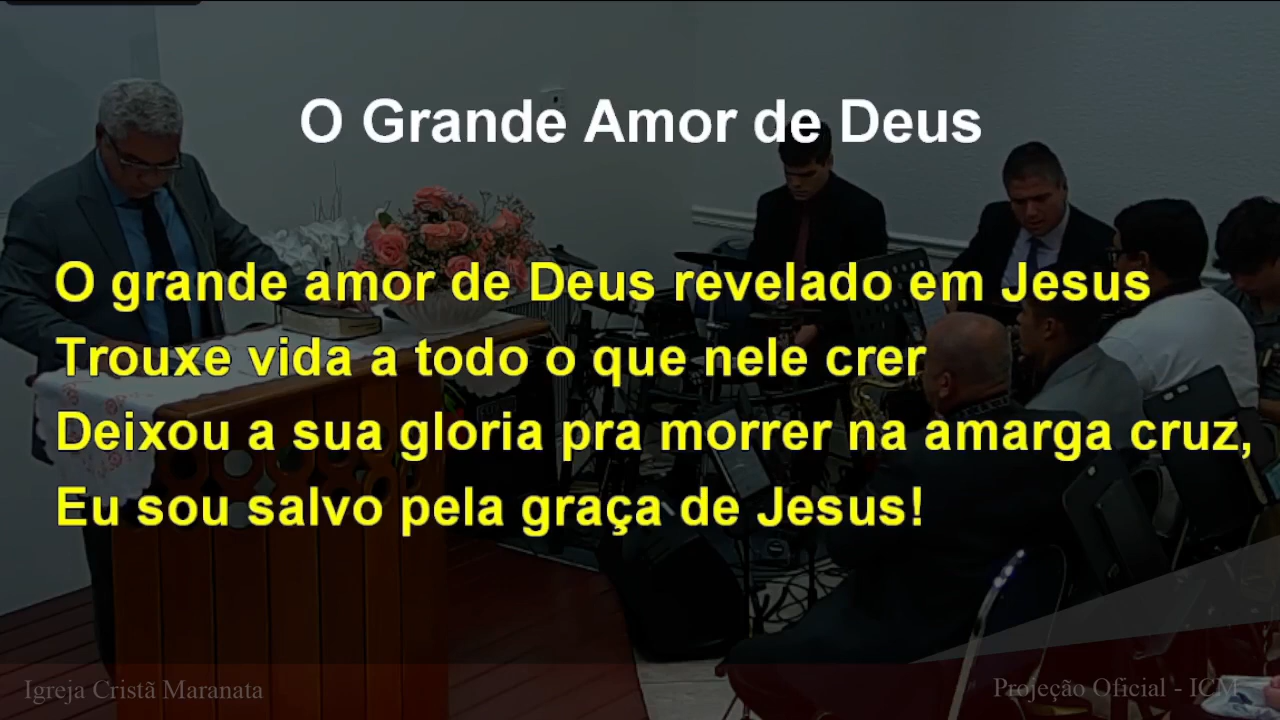 O Grande Amor de Deus
O grande amor de Deus revelado em Jesus
Trouxe vida a todo o que nele crer
Deixou a sua gloria pra morrer na amarga cruz,
Eu sou salvo pela graça de Jesus!
Igreja Cristã Maranata
Projeção Oficial - ICM